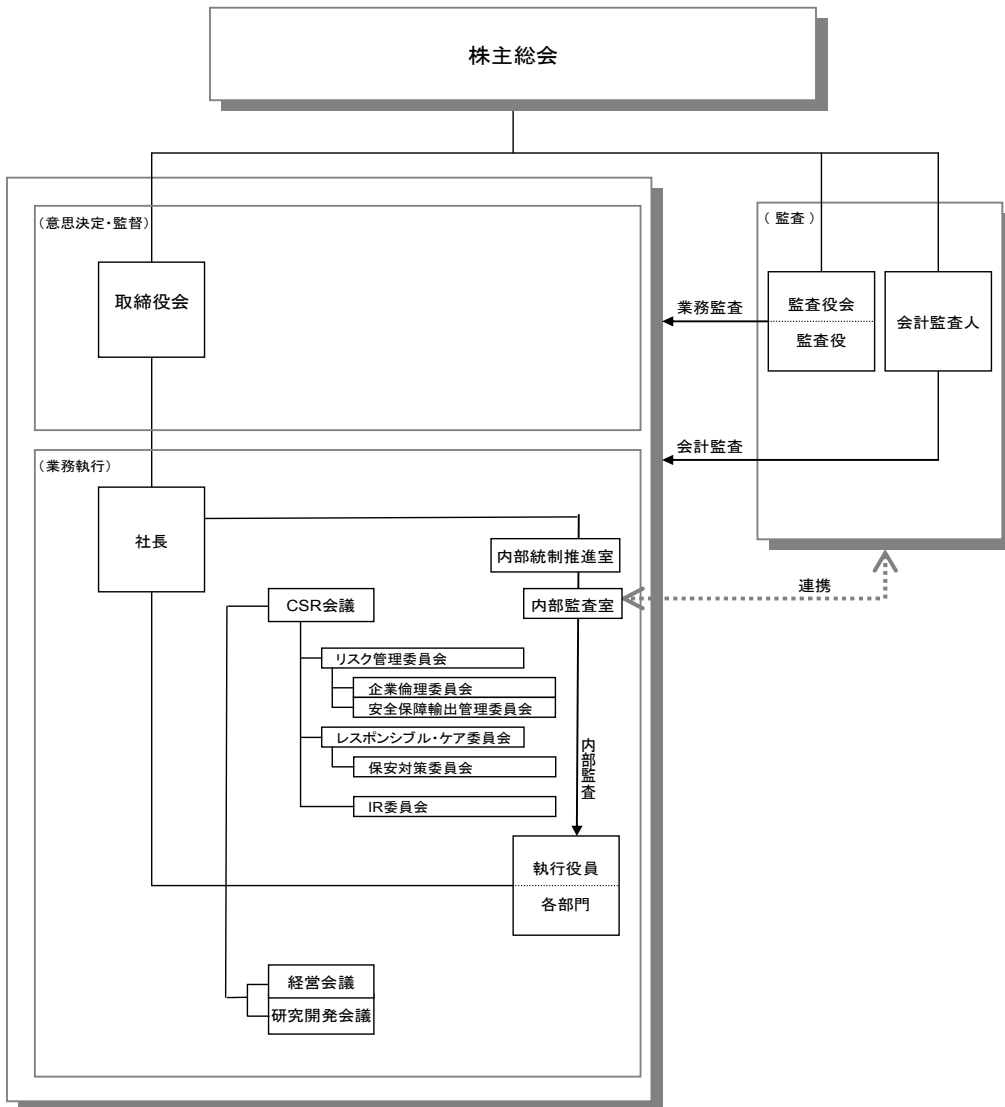 株主総会
（意思決定・監督）
（ 監査 ）
取締役会
業務監査
監査役会
監査役
会計監査人
会計監査
（業務執行）
社長
内部統制推進室
連携
CSR会議
内部監査室
リスク管理委員会
企業倫理委員会
安全保障輸出管理委員会
レスポンシブル・ケア委員会
保安対策委員会
内部監査
IR委員会
執行役員
各部門
経営会議
研究開発会議